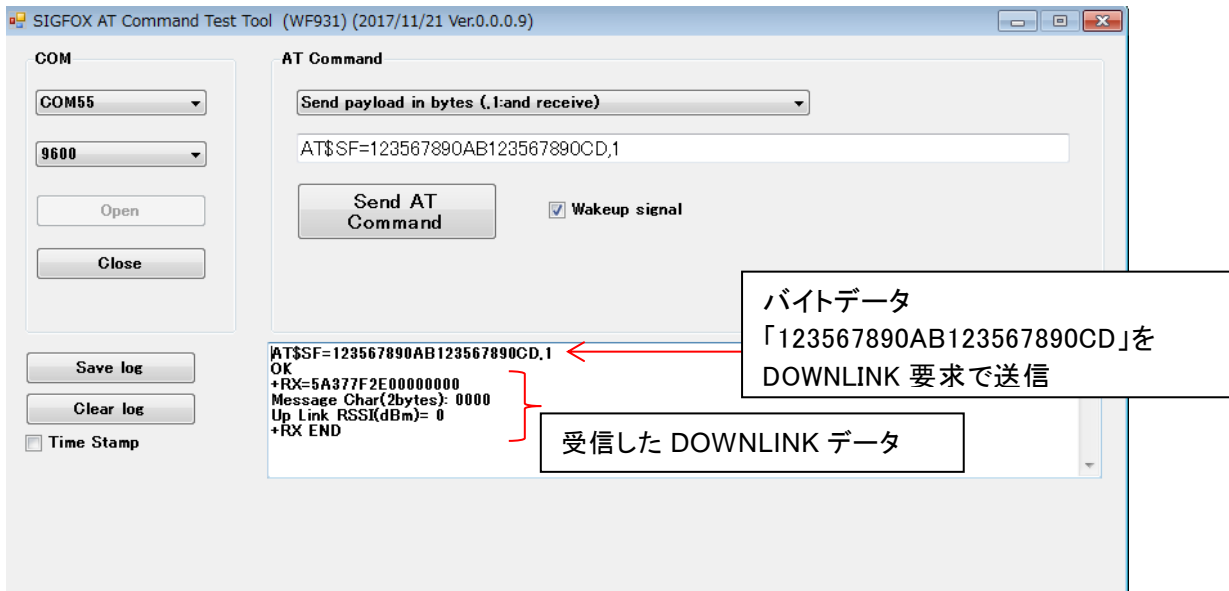 SIGFOX AT Command Test Tool (WF931) (2017/11/21 Ver.0.0.0.9)
COM
COM55
9600
Open
Close
AT Command
Send payload in bytes (,1:and receive)
AT$SF=123567890AB123567890CD,1
Send AT
Command
Wakeup signal
バイトデータ
「123567890AB123567890CD」を
DOWNLINK 要求で送信
Save log
Clear log
Time Stamp
AT$SF=123567890AB123567890CD,1
OK
+RX=5A377F2E00000000
Message Char(2bytes): 0000
Up Link RSSI(dBm)= 0
+RX END
受信した DOWNLINK データ